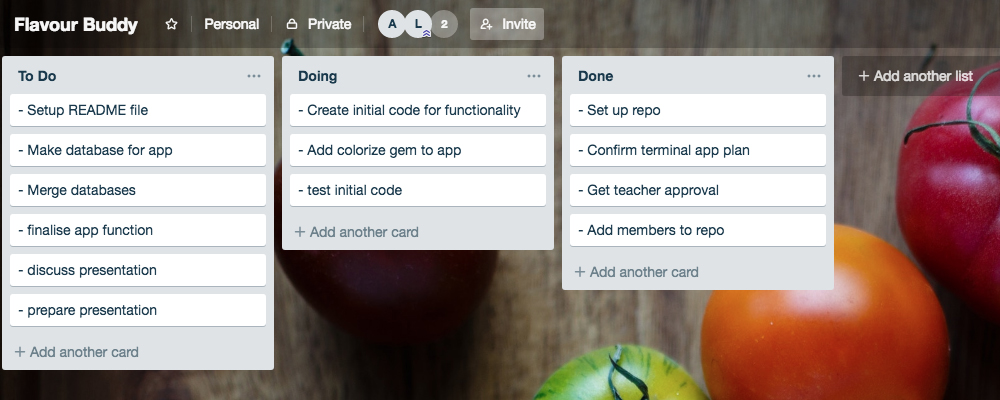 Flavour Buddy
Personal
Private
A
L
2
Invite
To Do
- Setup README file
- Make database for app
- Merge databases
- finalise app function
- discuss presentation
- prepare presentation
+ Add another card
Doing
- Create initial code for functionality
- Add colorize gem to app
- test initial code
+ Add another card
Done
- Set up repo
- Confirm terminal app plan
- Get teacher approval
- Add members to repo
+ Add another card
+ Add another list